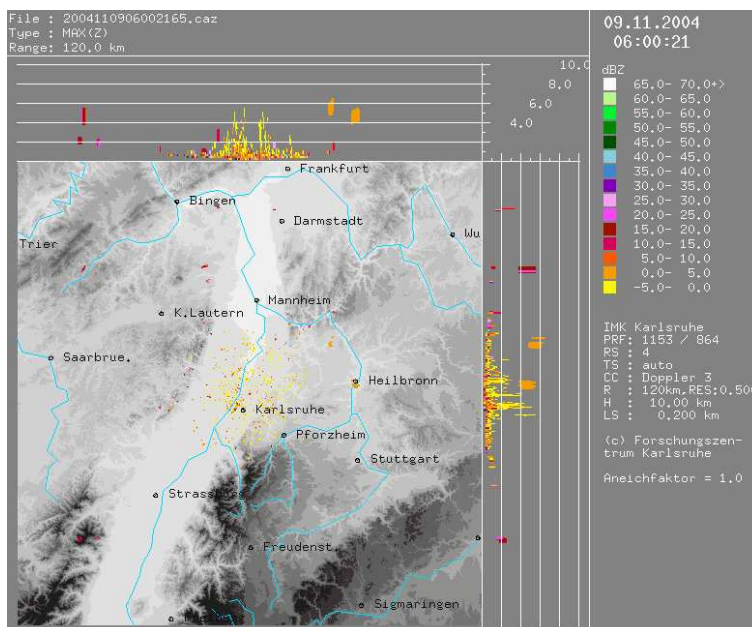 File : 2004110906002165.caz
Type : MAX(Z)
Range: 120.0 km
09.11.2004
06:00:21
10.0
8.0
6.0
4.0
dBZ
65.0- 70.0+>
60.0- 65.0
55.0- 60.0
50.0- 55.0
45.0- 50.0
40.0- 45.0
35.0- 40.0
30.0- 35.0
25.0- 30.0
20.0- 25.0
15.0- 20.0
10.0- 15.0
5.0- 10.0
0.0- 5.0
-5.0- 0.0
Frankfurt
Bingen
Darmstadt
Trier
Wu
Mannheim
K.Lautern
Saarbrue.
Heilbronn
Karlsruhe
Pforzheim
Stuttgart
Strassburg
Freudenst.
Sigmaringen
IMK Karlsruhe
PRF: 1153 / 864
RS : 4
TS : auto
CC : Doppler 3
R : 120km,RES:0.500
H : 10.00 km
LS : 0.200 km
(c) Forschungszen-
trum Karlsruhe
Aneichfaktor = 1.0